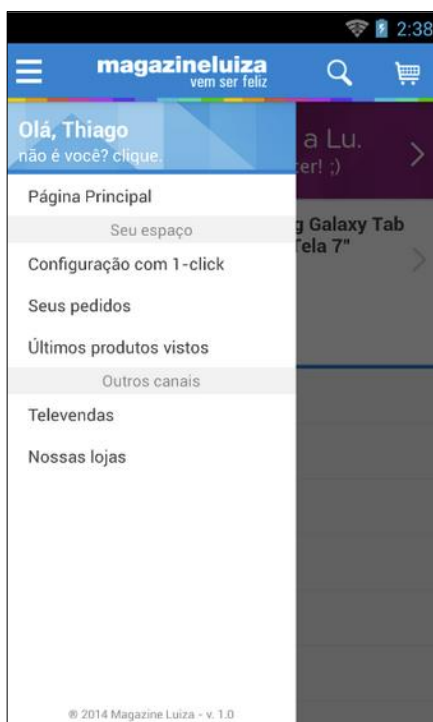 2:38
magazineluiza
vem ser feliz
Olá, Thiago
não é você? clique.
a Lu.
ter! ;)
Página Principal
Galaxy Tab
Tela 7"
Seu espaço
Configuração com 1-click
Seus pedidos
Últimos produtos vistos
Outros canais
Televendas
Nossas lojas
® 2014 Magazine Luiza - v. 1.0